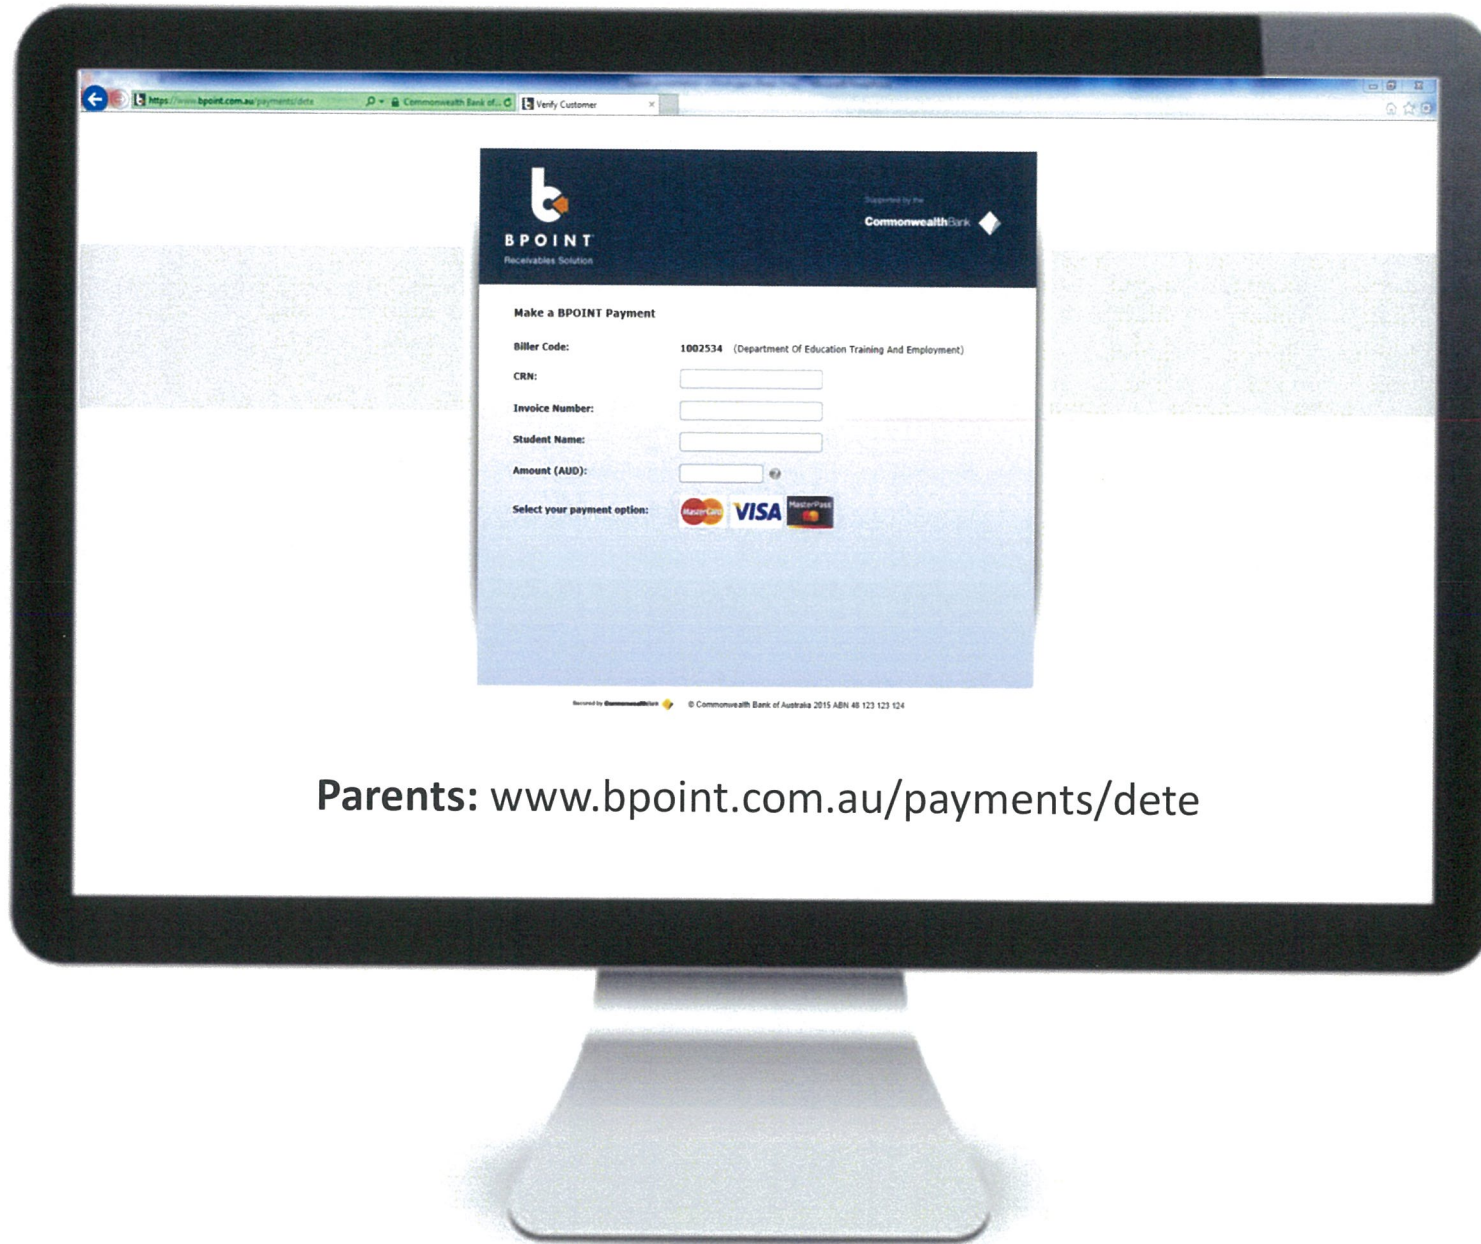 https://www.bpoint.com.au/payments/dete
Commonwealth Bank of...
Verify Customer
b
BPOINT
Receivables Solution
Supported by the
CommonwealthBank
Make a BPOINT Payment
Biller Code: 1002534 (Department Of Education Training And Employment)
CRN:
Invoice Number:
Student Name:
Amount (AUD):
Select your payment option: MasterCard VISA MasterPass
Secured by CommonwealthBank © Commonwealth Bank of Australia 2015 ABN 48 123 123 124
Parents: www.bpoint.com.au/payments/dete